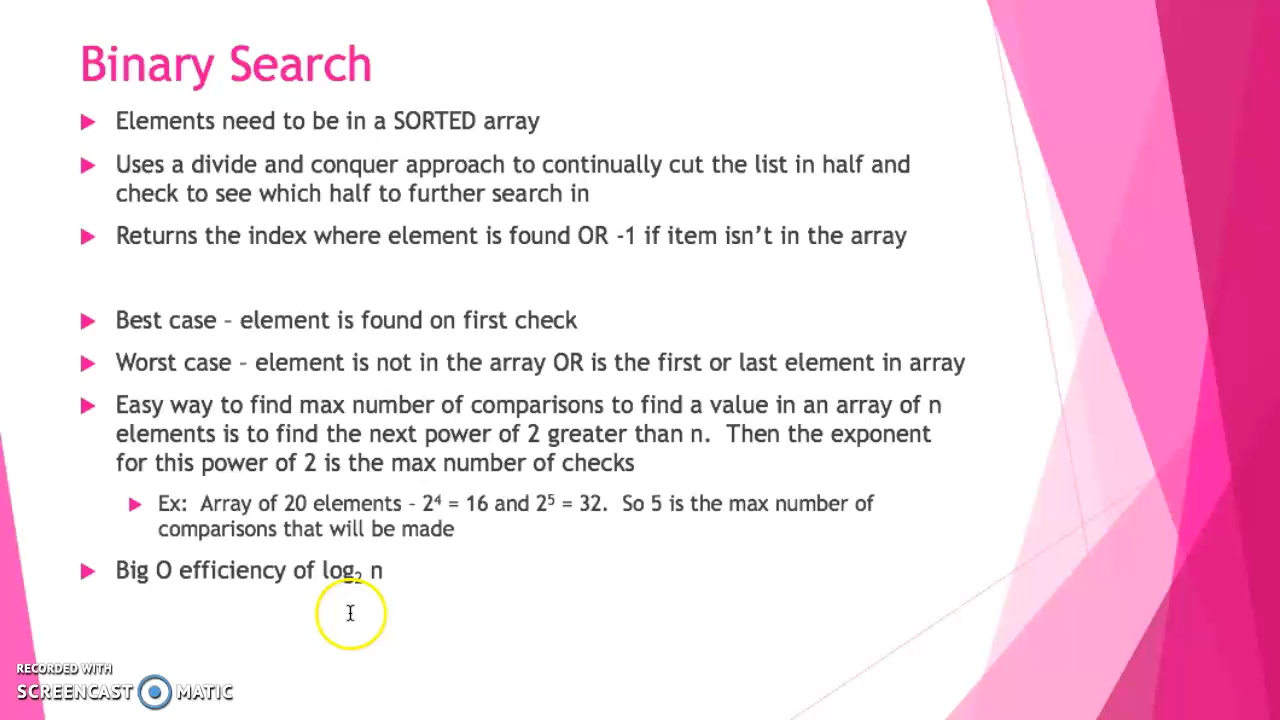 Binary Search
Elements need to be in a SORTED array
Uses a divide and conquer approach to continually cut the list in half and
check to see which half to further search in
Returns the index where element is found OR -1 if item isn't in the array
Best case – element is found on first check
Worst case – element is not in the array OR is the first or last element in array
Easy way to find max number of comparisons to find a value in an array of n
elements is to find the next power of 2 greater than n.  Then the exponent
for this power of 2 is the max number of checks
Ex:  Array of 20 elements – 2⁴ = 16 and 2⁵ = 32.  So 5 is the max number of
comparisons that will be made
Big O efficiency of log₂ n
RECORDED WITH
SCREENCAST MATIC